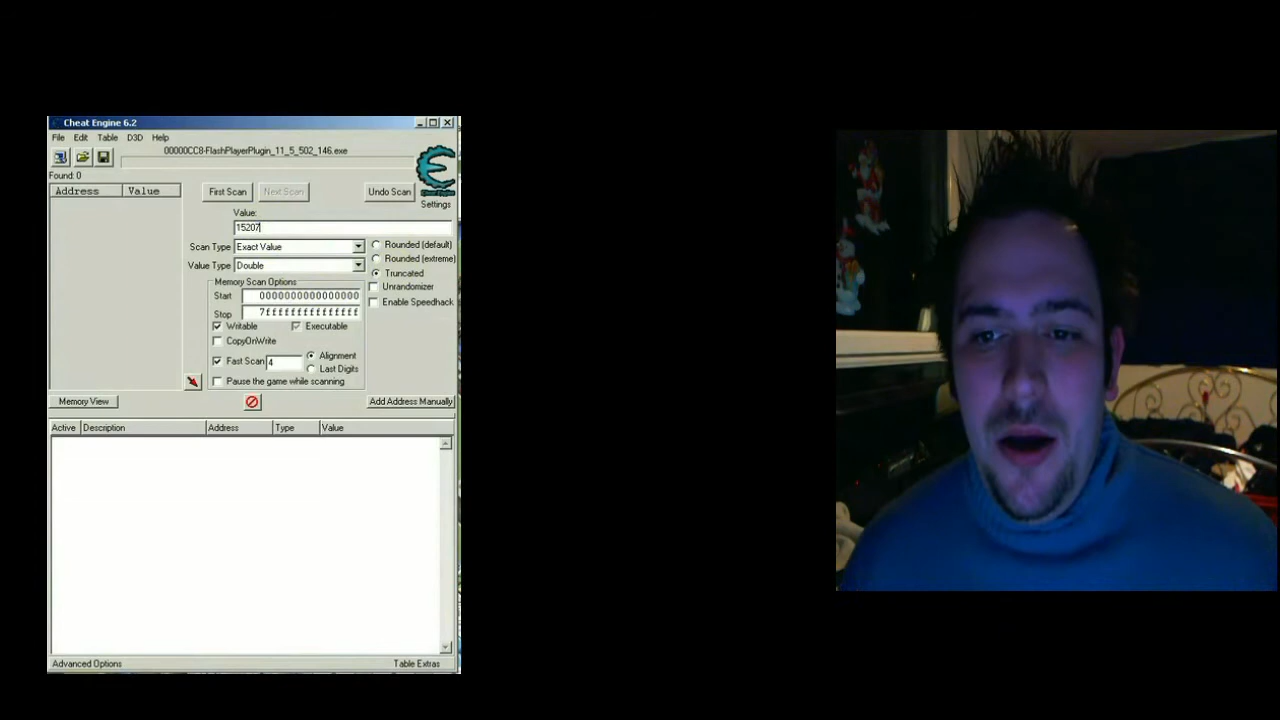 Cheat Engine 6.2
File Edit Table D3D Help
00000CC8-FlashPlayerPlugin_11_5_502_146.exe
Found: 0
Address Value
First Scan Next Scan Undo Scan
Cheat Engine
Settings
Value:
15207
Scan Type Exact Value
Value Type Double
Rounded (default)
Rounded (extreme)
Truncated
Unrandomizer
Enable Speedhack
Memory Scan Options
Start 0000000000000000
Stop 7fffffffffffffff
Writable Executable
CopyOnWrite
Fast Scan 4 Alignment
Last Digits
Pause the game while scanning
Memory View Add Address Manually
Active Description Address Type Value
Advanced Options Table Extras